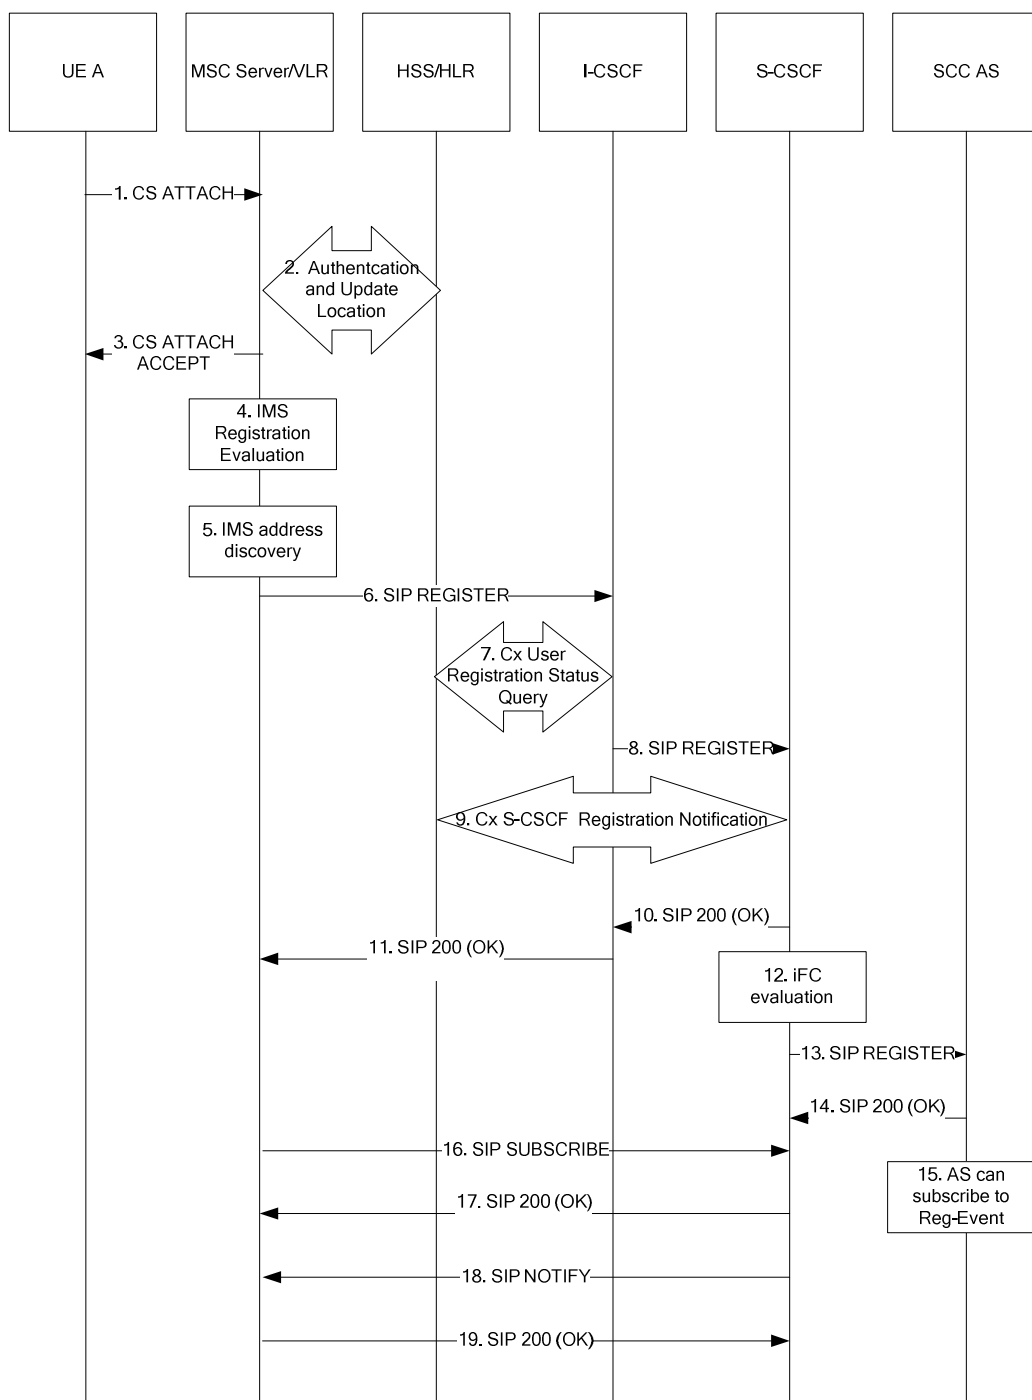 UE A
MSC Server/VLR
HSS/HLR
I-CSCF
S-CSCF
SCC AS
1. CS ATTACH
2. Authentcation
and Update
Location
3. CS ATTACH
ACCEPT
4. IMS
Registration
Evaluation
5. IMS address
discovery
6. SIP REGISTER
7. Cx User
Registration Status
Query
8. SIP REGISTER
9. Cx S-CSCF Registration Notification
10. SIP 200 (OK)
11. SIP 200 (OK)
12. iFC
evaluation
13. SIP REGISTER
14. SIP 200 (OK)
16. SIP SUBSCRIBE
15. AS can
subscribe to
Reg-Event
17. SIP 200 (OK)
18. SIP NOTIFY
19. SIP 200 (OK)